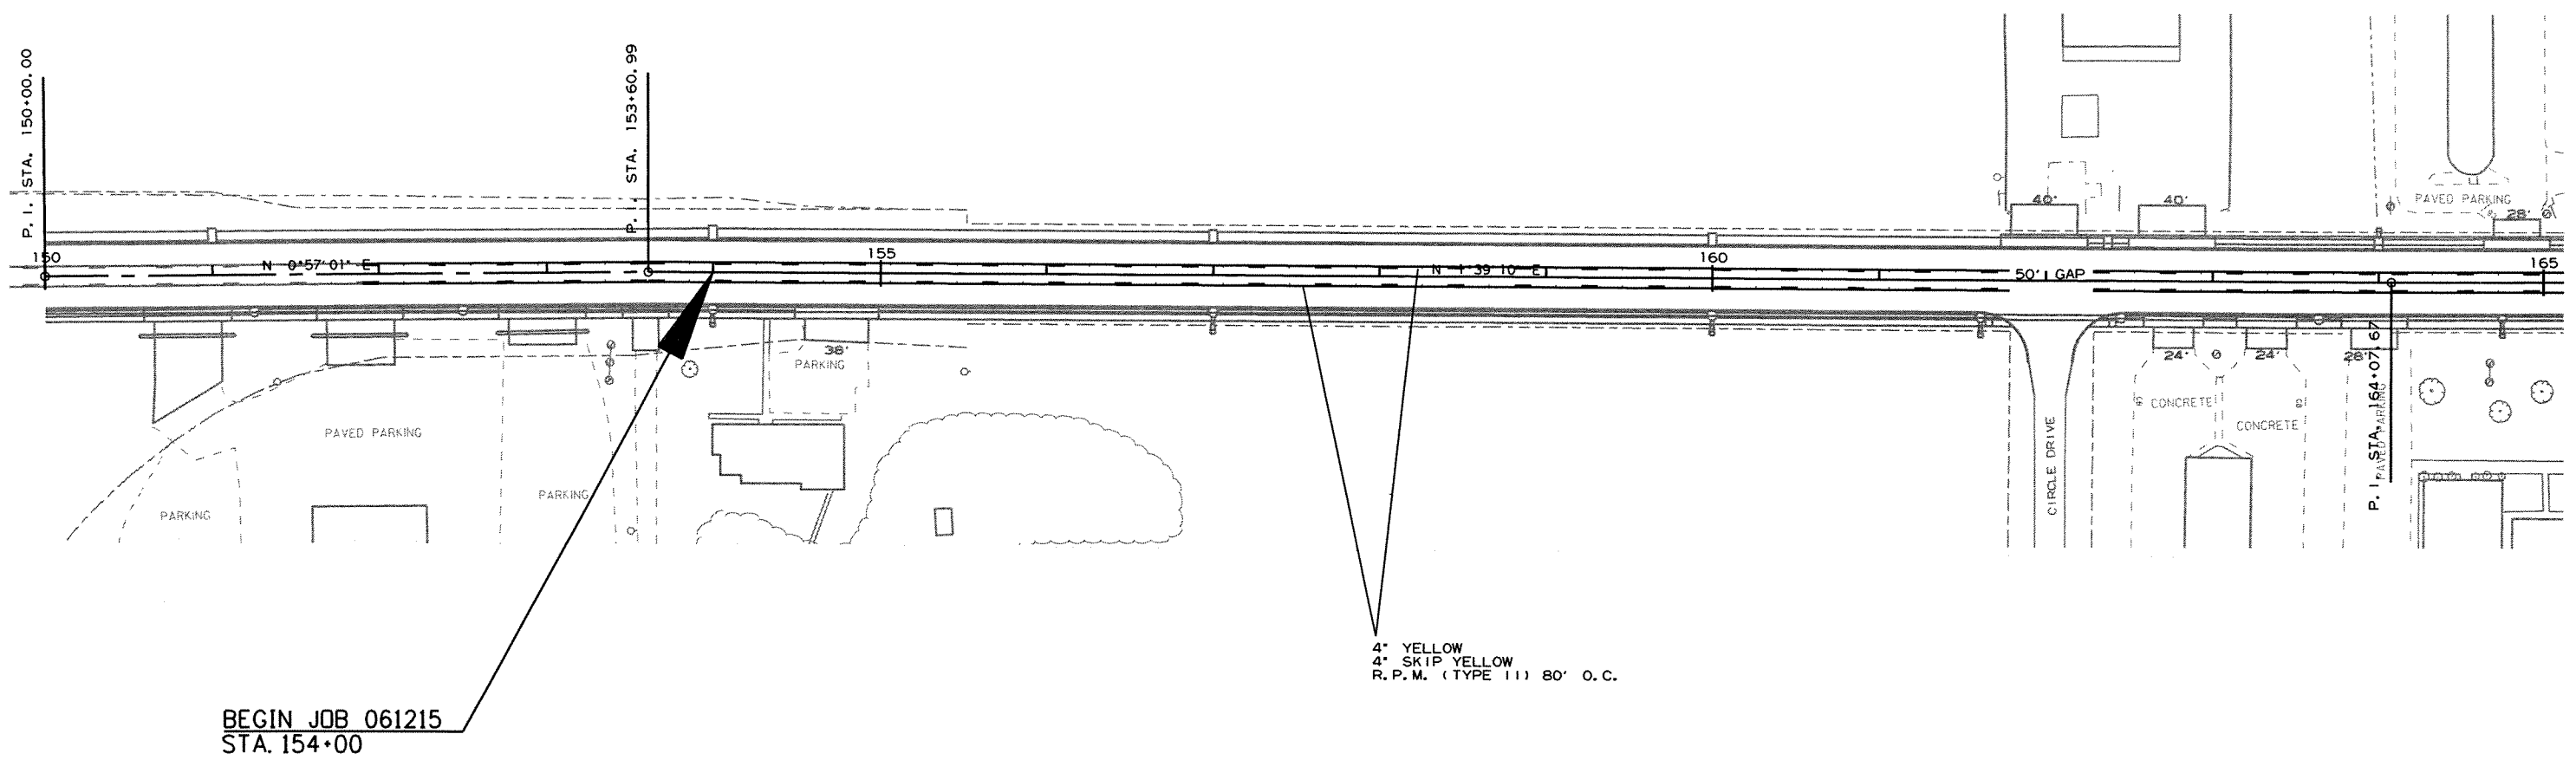 P.I. STA. 150+00.00
P.I. STA. 153+60.99
150
N 0°57'01" E
155
N 1°39'10" E
160
50' GAP
165
40'
40'
PAVED PARKING
28'
38'
PARKING
PAVED PARKING
PARKING
PARKING
24'
24'
28'
CONCRETE
CONCRETE
CIRCLE DRIVE
P.I. STA. 164+07.67
PAVED PARKING
4" YELLOW
4" SKIP YELLOW
R.P.M. (TYPE II) 80' O.C.
BEGIN JOB 061215
STA. 154+00